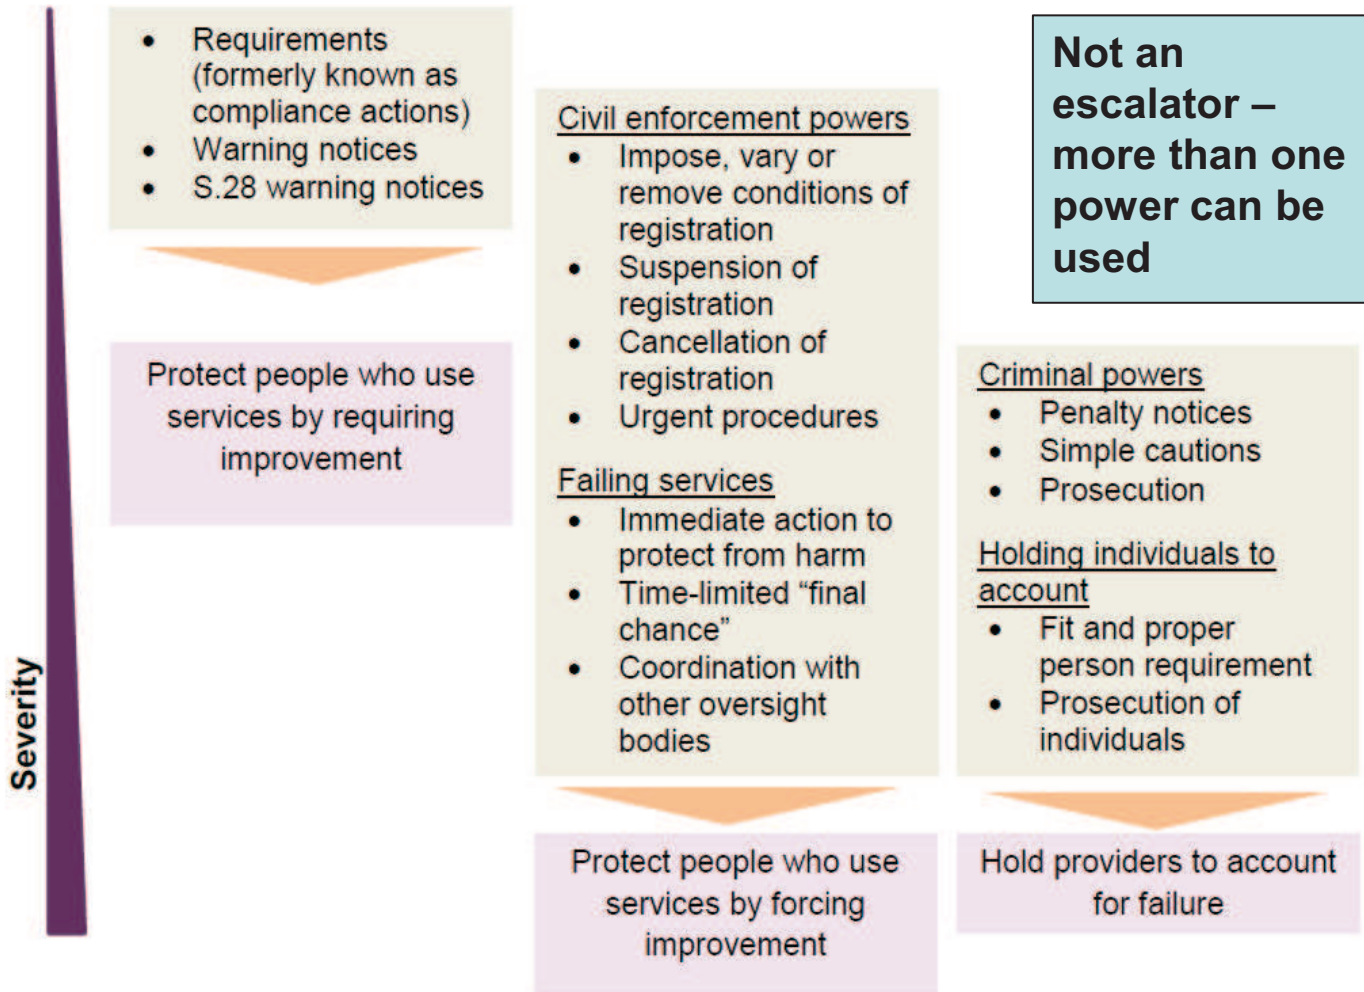 Severity
• Requirements
(formerly known as
compliance actions)
• Warning notices
• S.28 warning notices
Protect people who use
services by requiring
improvement
Civil enforcement powers
• Impose, vary or
remove conditions of
registration
• Suspension of
registration
• Cancellation of
registration
• Urgent procedures
Failing services
• Immediate action to
protect from harm
• Time-limited “final
chance”
• Coordination with
other oversight
bodies
Protect people who use
services by forcing
improvement
Not an
escalator –
more than one
power can be
used
Criminal powers
• Penalty notices
• Simple cautions
• Prosecution
Holding individuals to
account
• Fit and proper
person requirement
• Prosecution of
individuals
Hold providers to account
for failure